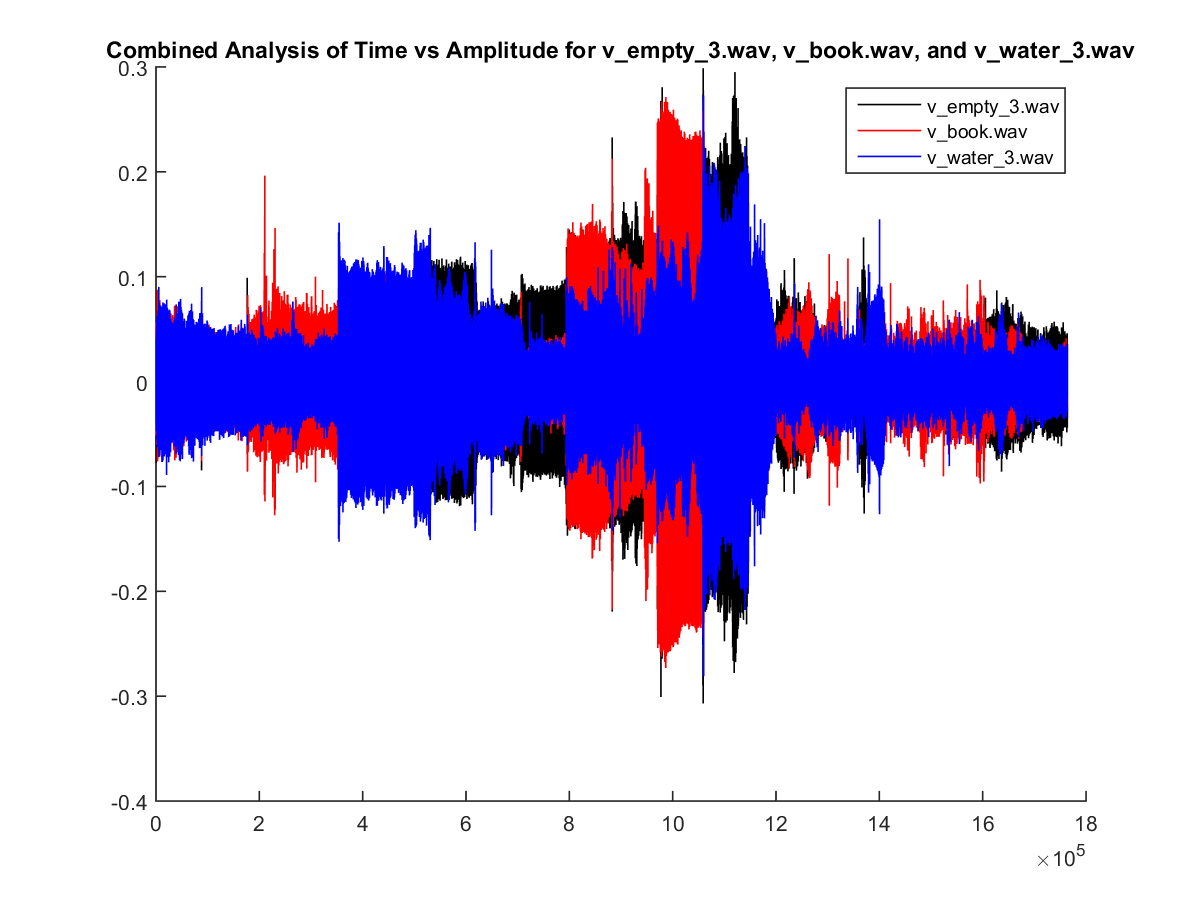 Combined Analysis of Time vs Amplitude for v_empty_3.wav, v_book.wav, and v_water_3.wav
0.3
0.2
0.1
0
-0.1
-0.2
-0.3
-0.4
v_empty_3.wav
v_book.wav
v_water_3.wav
0 2 4 6 8 10 12 14 16 18
×10⁵